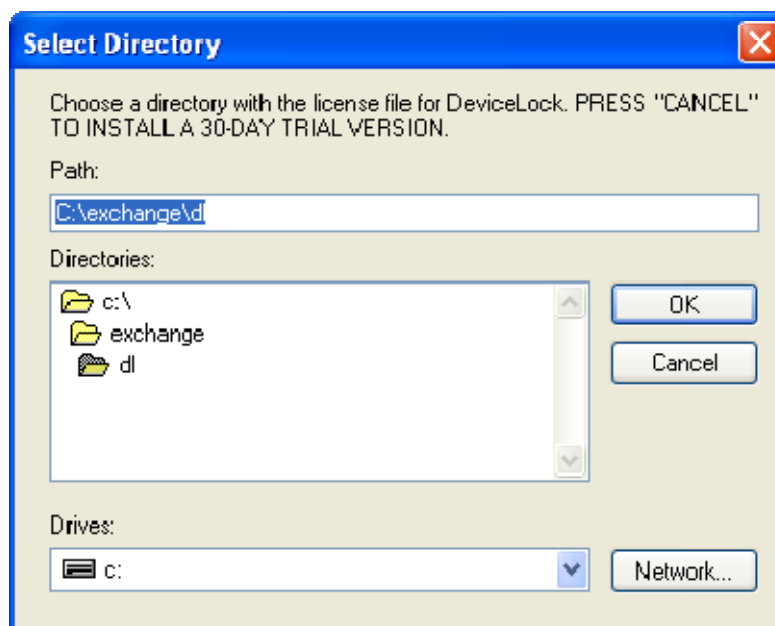 Select Directory
Choose a directory with the license file for DeviceLock. PRESS "CANCEL"
TO INSTALL A 30-DAY TRIAL VERSION.
Path:
C:\exchange\dl
Directories:
c:\
exchange
dl
OK
Cancel
Drives:
c:
Network...